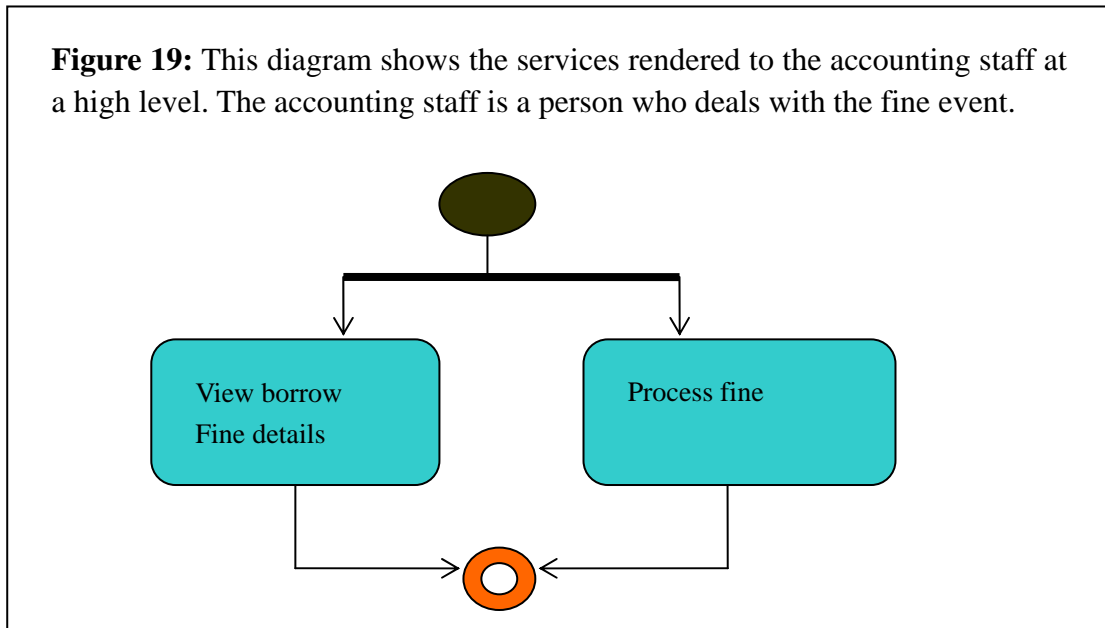 Figure 19: This diagram shows the services rendered to the accounting staff at
a high level. The accounting staff is a person who deals with the fine event.
View borrow
Fine details
Process fine